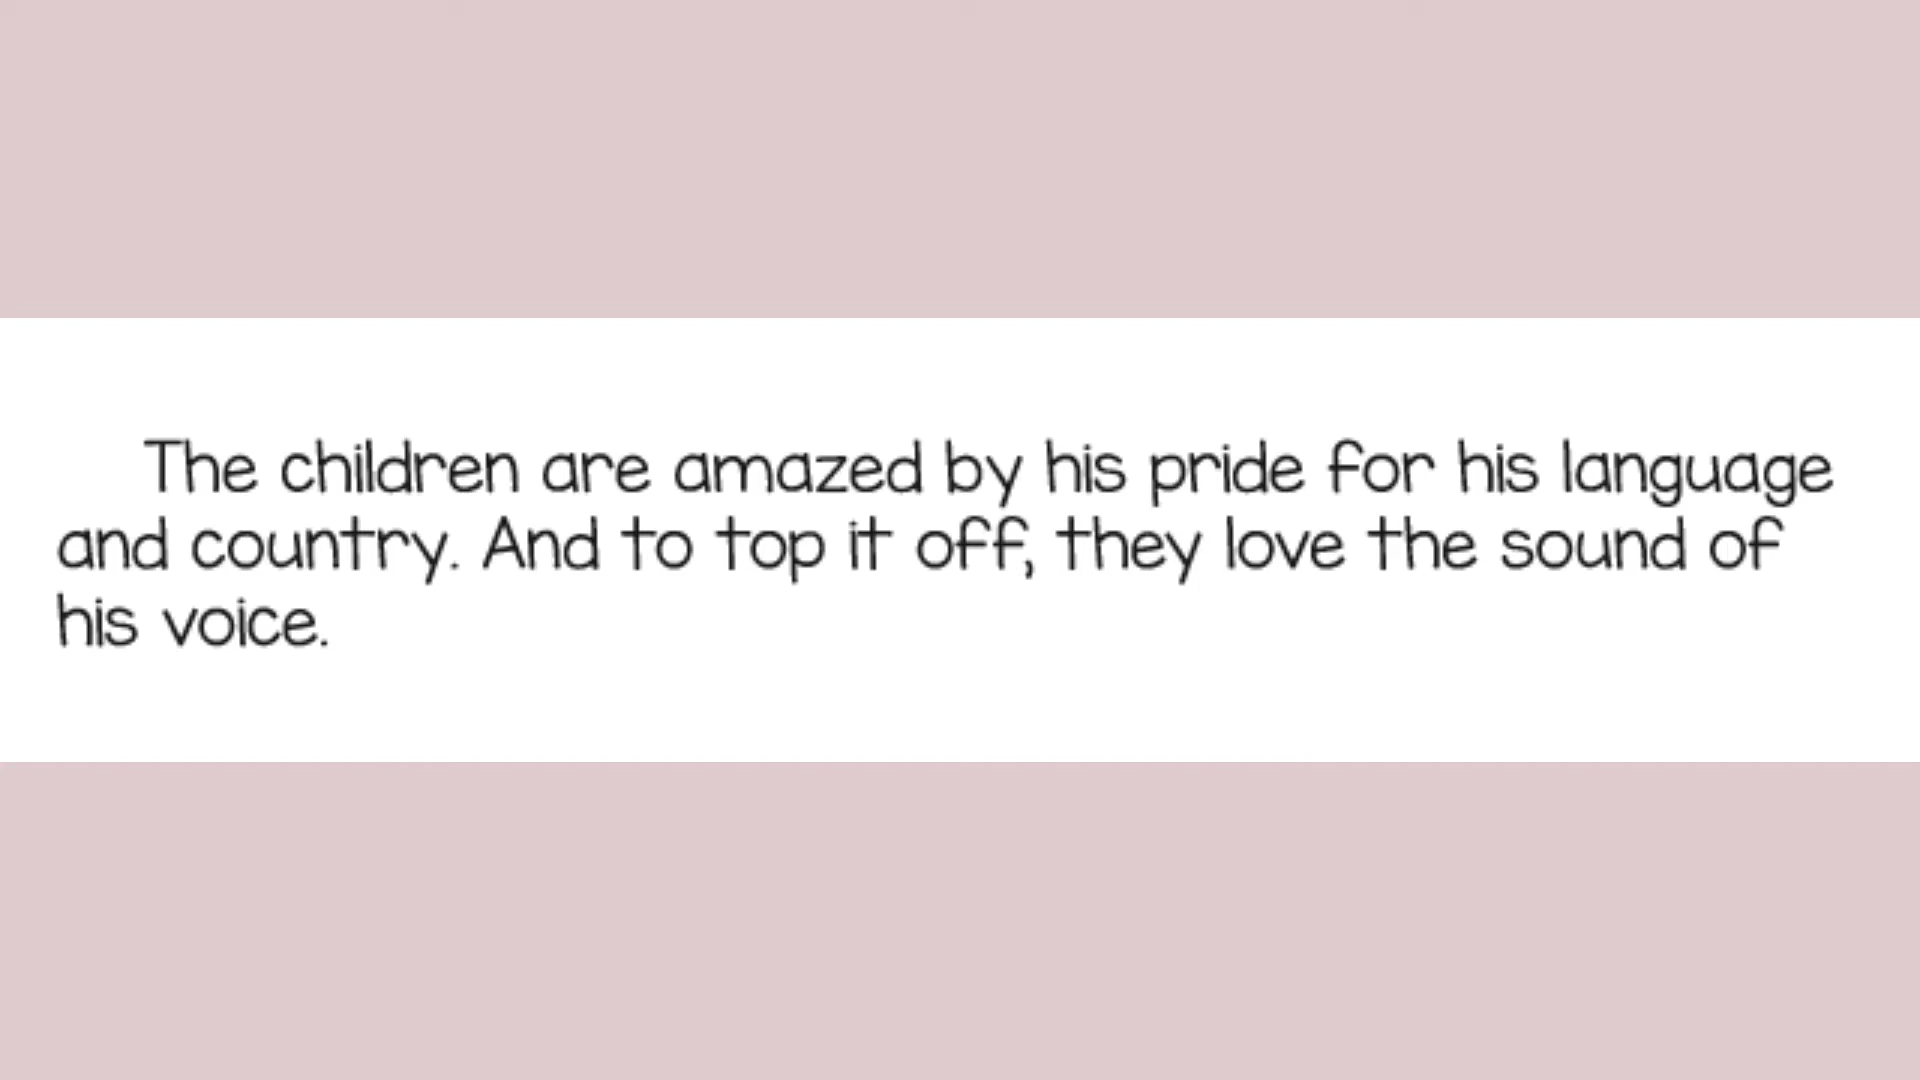 The children are amazed by his pride for his language
and country. And to top it off, they love the sound of
his voice.